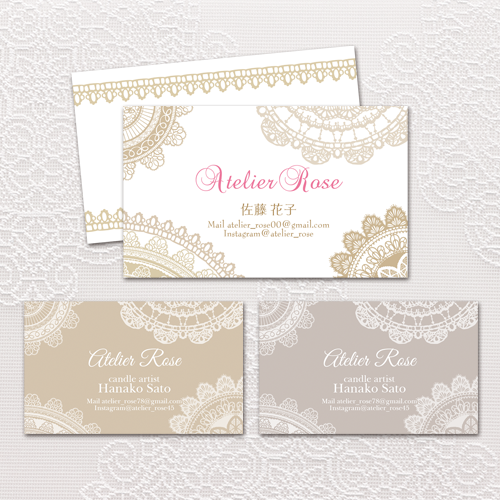 Atelier Rose
佐藤 花子
Mail atelier_rose00@gmail.com
Instagram@atelier_rose
Atelier Rose
candle artist
Hanako Sato
Mail atelier_rose78@gmail.com
Instagram@atelier_rose45
Atelier Rose
candle artist
Hanako Sato
Mail atelier_rose78@gmail.com
Instagram@atelier_rose45